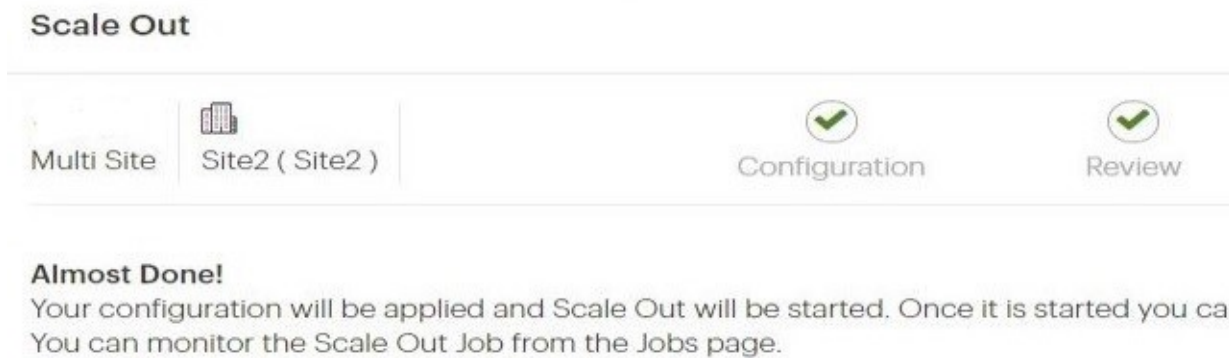 Scale Out
Multi Site
Site2 ( Site2 )
Configuration
Review
Almost Done!
Your configuration will be applied and Scale Out will be started. Once it is started you ca
You can monitor the Scale Out Job from the Jobs page.